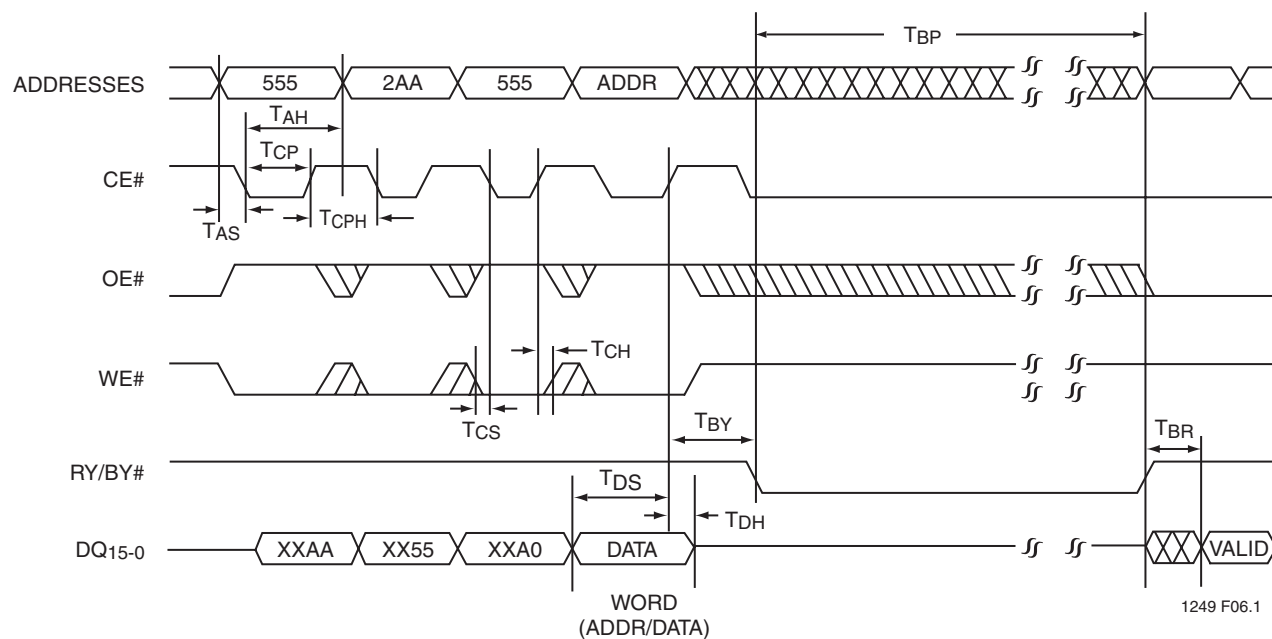 TBP
ADDRESSES 555 2AA 555 ADDR
TAH
TCP
CE#
TAS TCPH
OE#
TCH
WE#
TCS
TBY TBR
RY/BY#
TDS
TDH
DQ15-0 XXAA XX55 XXA0 DATA VALID
WORD
(ADDR/DATA)
1249 F06.1